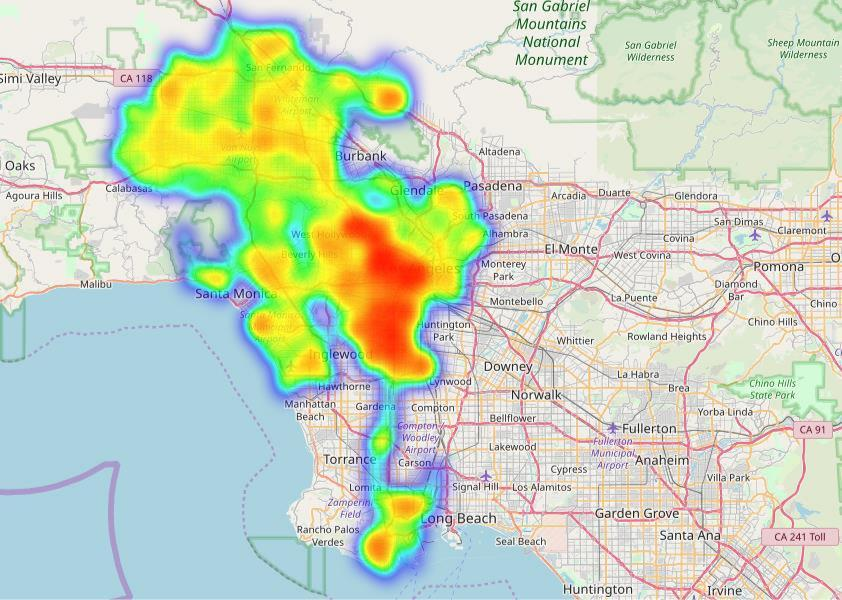 San Gabriel
Mountains
National
Monument
San Gabriel
Wilderness
Sheep Mountain
Wilderness
Simi Valley
CA 118
San Fernando
Whiteman
Airport
Oaks
Van Nuys
Airport
Burbank
Altadena
Agoura Hills
Calabasas
Glendale
Pasadena
Arcadia
Duarte
Glendora
South Pasadena
San Dimas
Claremont
West Hollyw
Alhambra
Covina
El Monte
West Covina
Beverly Hills
Monterey
Park
Pomona
O
Malibu
Santa Monica
Angeles
Montebello
La Puente
Diamond
Bar
Chino
Santa Monica
Municipal
Airport
Huntington
Park
Chino Hills
Whittier
Rowland Heights
Inglewood
Downey
La Habra
Hawthorne
Lynwood
Brea
Chino Hills
State Park
Manhattan
Beach
Gardena
Compton
Norwalk
Yorba Linda
Bellflower
Compton
Woodley
Airport
Fullerton
CA 91
Lakewood
Fullerton
Municipal
Airport
Torrance
Carson
Cypress
Anaheim
Villa Park
Lomita
Signal Hill
Los Alamitos
Zamperini
Field
Long Beach
Garden Grove
Rancho Palos
Verdes
Seal Beach
Santa Ana
CA 241 Toll
Huntington
Irvine